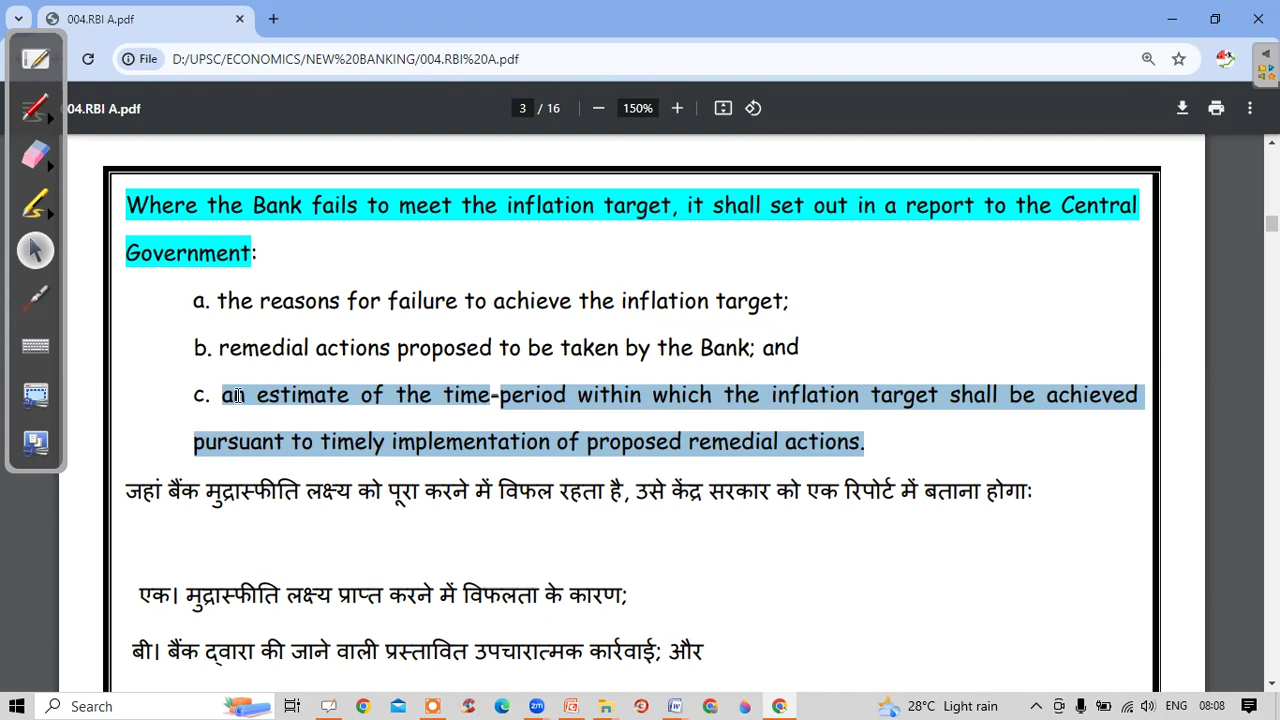 004.RBI A.pdf
File
D:/UPSC/ECONOMICS/NEW%20BANKING/004.RBI%20A.pdf
004.RBI A.pdf
3 / 16
150%
Where the Bank fails to meet the inflation target, it shall set out in a report to the Central
Government:
a. the reasons for failure to achieve the inflation target;
b. remedial actions proposed to be taken by the Bank; and
c. an estimate of the time-period within which the inflation target shall be achieved
pursuant to timely implementation of proposed remedial actions.
जहां बैंक मुद्रास्फीति लक्ष्य को पूरा करने में विफल रहता है, उसे केंद्र सरकार को एक रिपोर्ट में बताना होगा:
एक। मुद्रास्फीति लक्ष्य प्राप्त करने में विफलता के कारण;
बी। बैंक द्वारा की जाने वाली प्रस्तावित उपचारात्मक कार्रवाई; और
Search
28°C Light rain
ENG
08:08